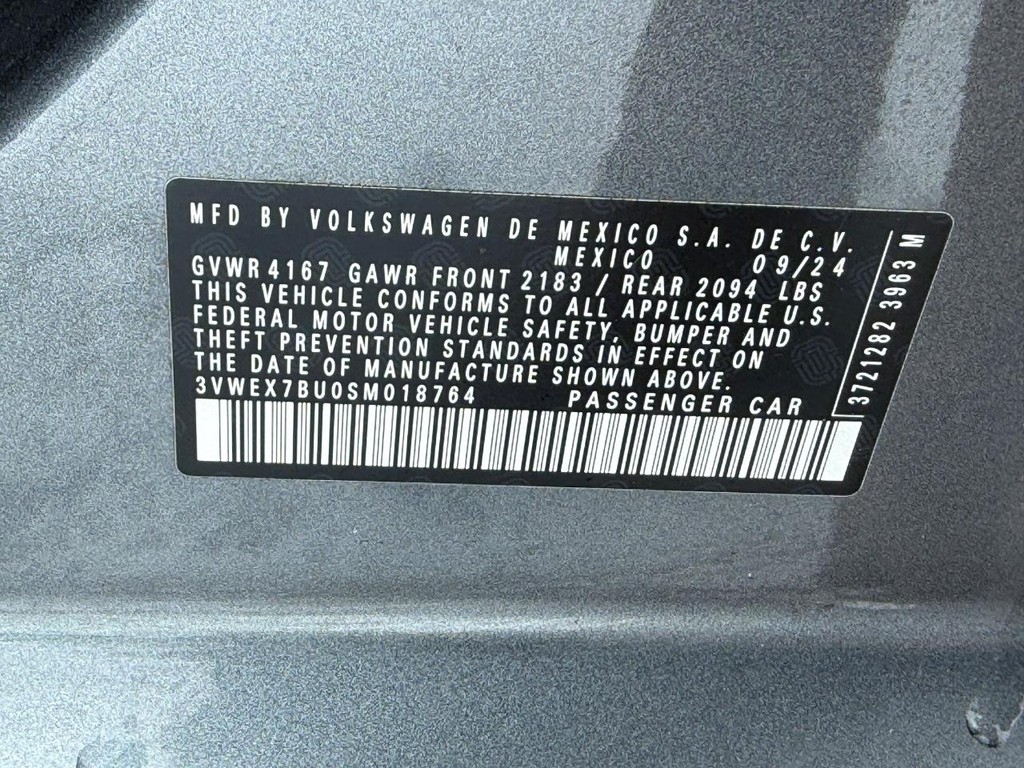 MFD BY VOLKSWAGEN DE MEXICO S.A. DE C.V.
MEXICO 09/24
GVWR 4167 GAWR FRONT 2183 / REAR 2094 LBS
THIS VEHICLE CONFORMS TO ALL APPLICABLE U.S.
FEDERAL MOTOR VEHICLE SAFETY, BUMPER AND
THEFT PREVENTION STANDARDS IN EFFECT ON
THE DATE OF MANUFACTURE SHOWN ABOVE.
3VWEX7BU0SM018764 PASSENGER CAR
3721282 3963 M